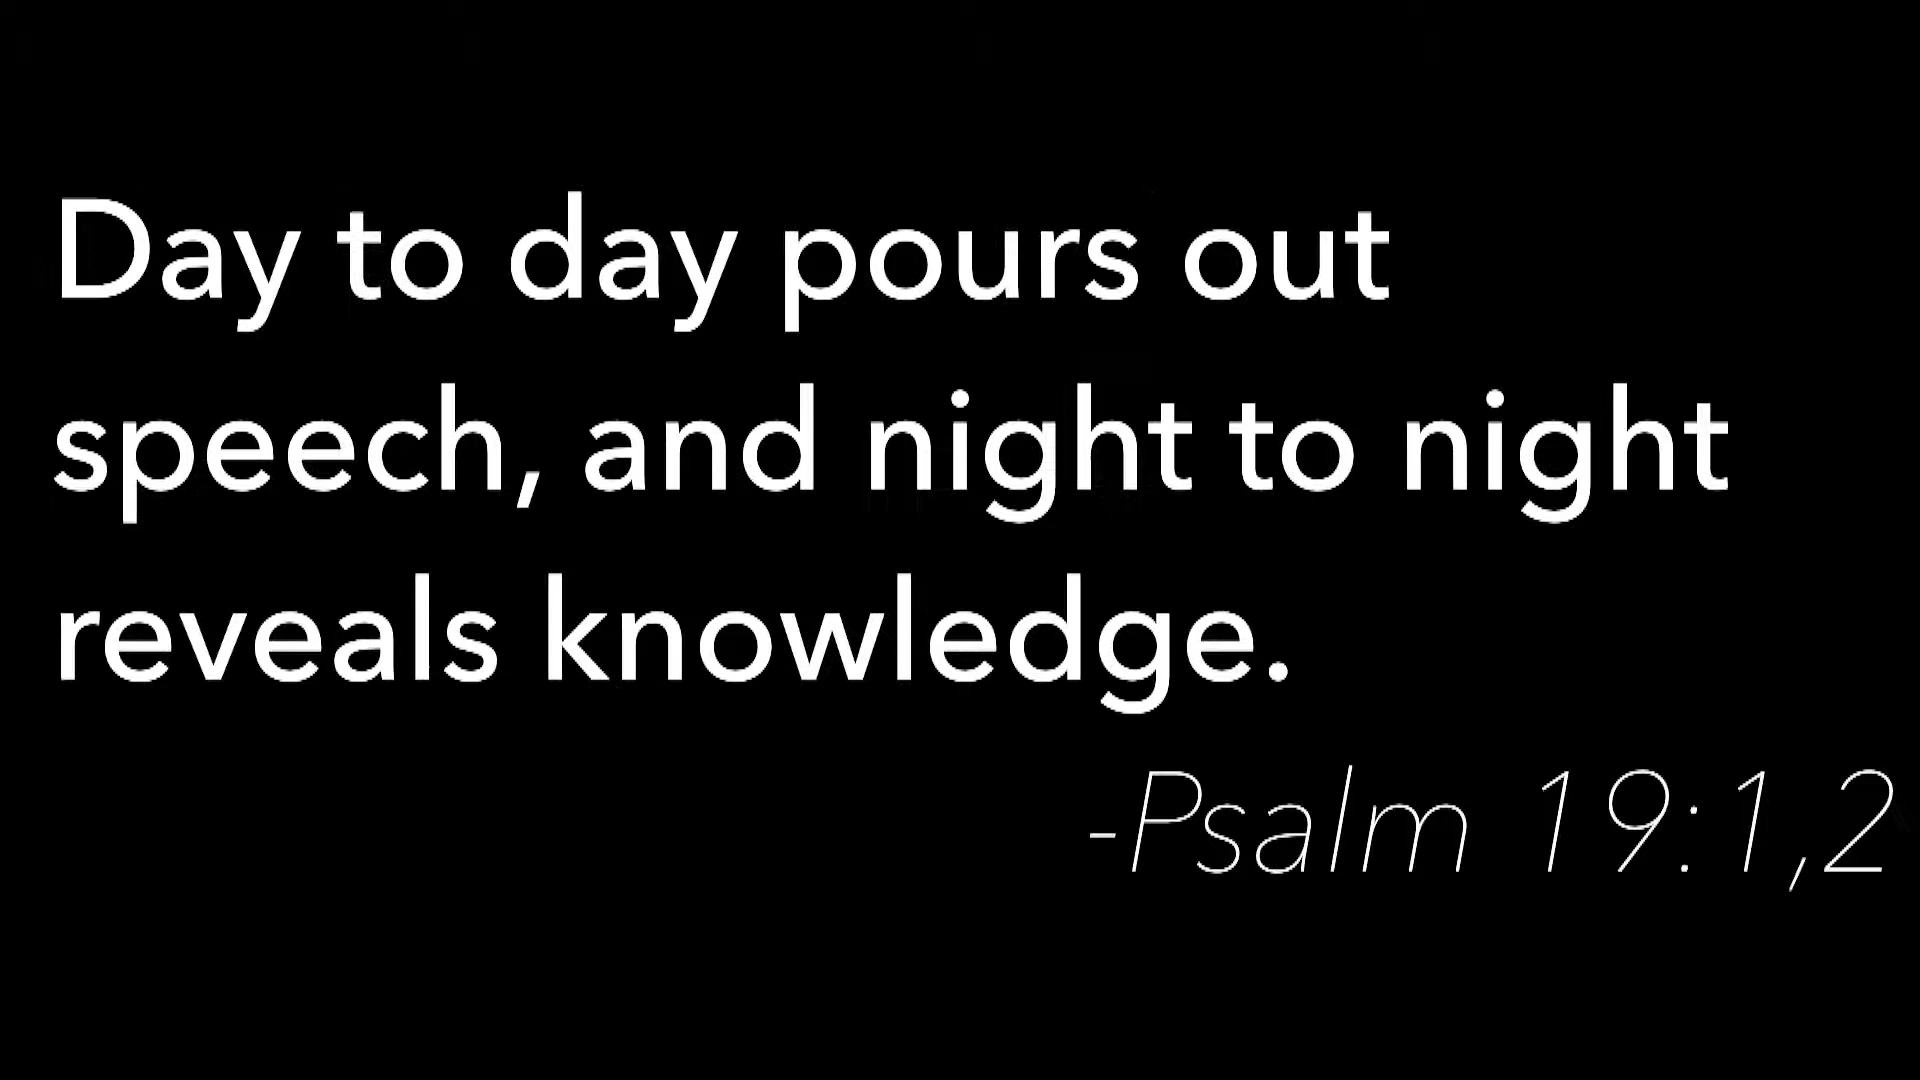 Day to day pours out
speech, and night to night
reveals knowledge.
-Psalm 19:1,2